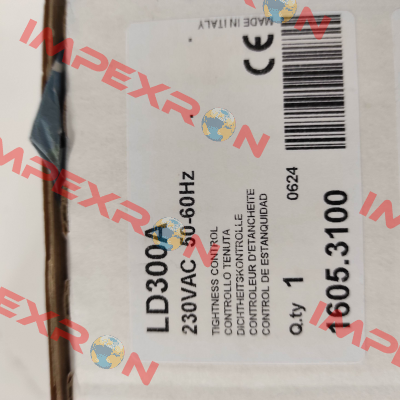 LD300A
230VAC 50-60Hz
TIGHTNESS CONTROL
CONTROLLO TENUTA
DICHTHEITSKONTROLLE
CONTROLEUR D'ETANCHEITE
CONTROL DE ESTANQUIDAD
Q.ty 1
1605.3100
0624
MADE IN ITALY
CE
IMPEXRON
IMPEXRON
IMPEXRON